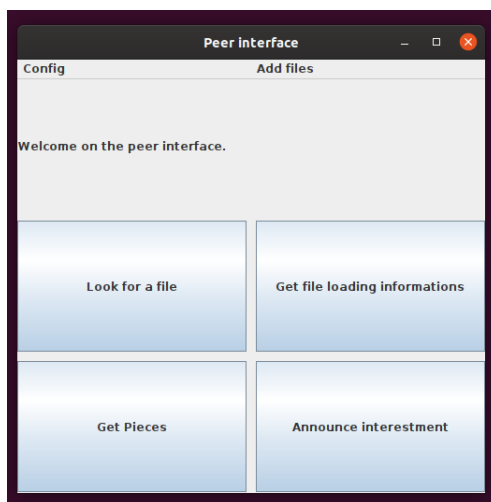 Peer interface
Config Add files
Welcome on the peer interface.
Look for a file Get file loading informations
Get Pieces Announce interestment